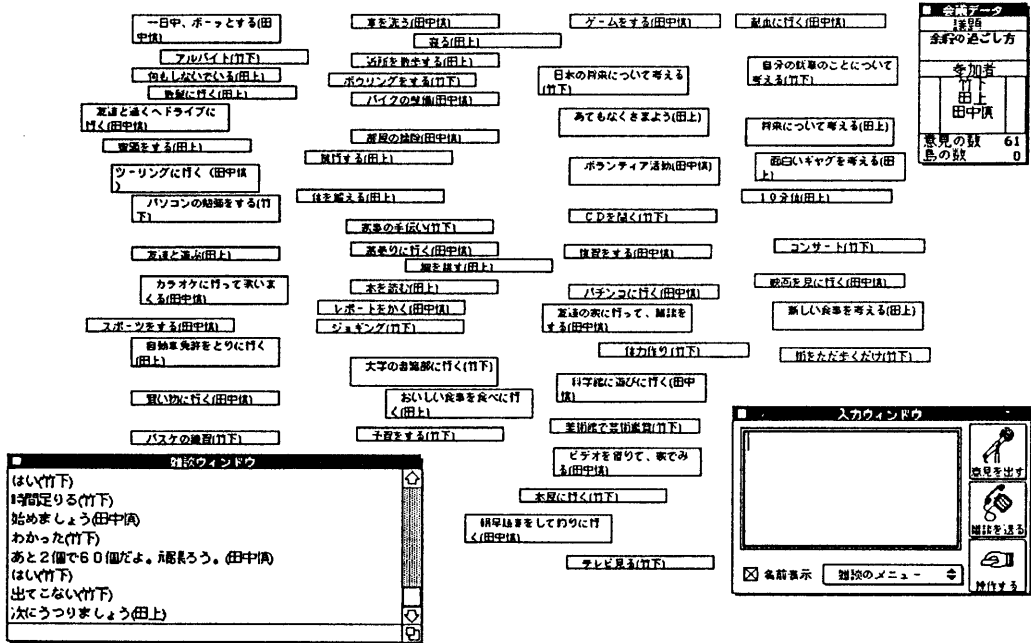 一日中、ボーッとする(田
中慎)
アルバイト(竹下)
何もしないでいる(田上)
散髪に行く(田上)
友達と遠くへドライブに
行く(田中慎)
(田上)
ツーリングに行く(田中慎
)
パソコンの勉強をする(竹
下)
友達と遊ぶ(田上)
カラオケに行って歌いま
くる(田中慎)
スポーツをする(田中慎)
自動車免許をとりに行く
(田上)
買い物に行く(田中慎)
バスケの練習(竹下)
車を洗う(田中慎)
寝る(田上)
近所を散歩する(田上)
ボウリングをする(竹下)
バイクの整備(田中慎)
部屋の掃除(田中慎)
旅行する(田上)
体を鍛える(田上)
家事の手伝い(竹下)
に行く(田中慎)
(田上)
本を読む(田上)
レポートをかく(田中慎)
ジョギング(竹下)
大学の図書館に行く(竹下)
おいしい食事を食べに行
く(田上)
予習をする(竹下)
ゲームをする(田中慎)
日本の将来について考える
(竹下)
あてもなくさまよう(田上)
ボランティア活動(田中慎)
CDを聞く(竹下)
復習をする(田中慎)
パチンコに行く(田中慎)
友達の家に行って、雑談を
する(田中慎)
体力作り(竹下)
科学館に遊びに行く(田中
慎)
美術館で芸術鑑賞(竹下)
ビデオを借りて、家でみ
る(田中慎)
本屋に行く(竹下)
朝早起きをして釣りに行
く(田中慎)
テレビ見る(竹下)
献血に行く(田中慎)
自分の就職のことについて
考える(竹下)
将来について考える(田上)
面白いギャグを考える(田
上)
(田上)
コンサート(竹下)
映画を見に行く(田中慎)
新しい食事を考える(田上)
街をただ歩くだけ(竹下)
会議データ
議題
余暇の過ごし方
参加者
竹下
田上
田中慎
意見の数 61
島の数 0
雑談ウィンドウ
はい(竹下)
時間足りる(竹下)
始めましょう(田中慎)
わかった(竹下)
あと2個で60個だよ。頑張ろう。(田中慎)
はい(竹下)
出てこない(竹下)
次にうつりましょう(田上)
入力ウィンドウ
意見を出す
雑談を送る
操作する
名前表示 雑談のメニュー